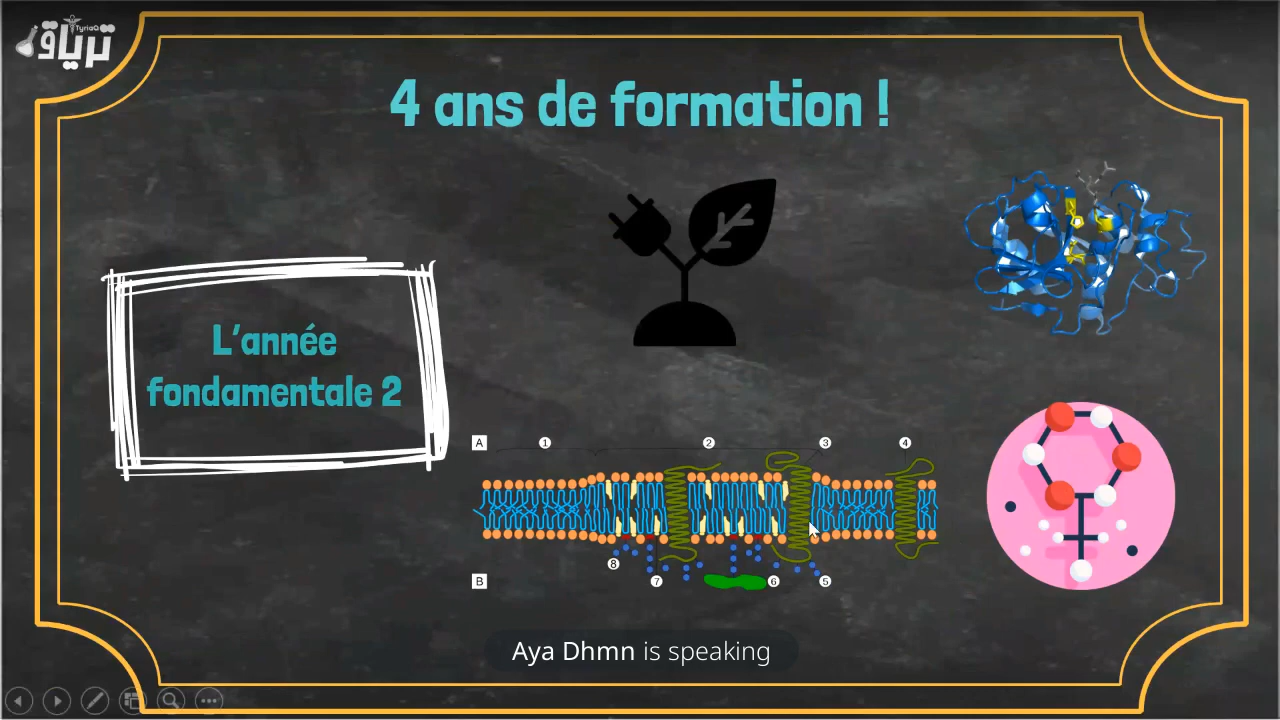 TyriaQ
ترياق
4 ans de formation !
L'année
fondamentale 2
A 1 2 3 4
8
7
B 6 5
Aya Dhmn is speaking